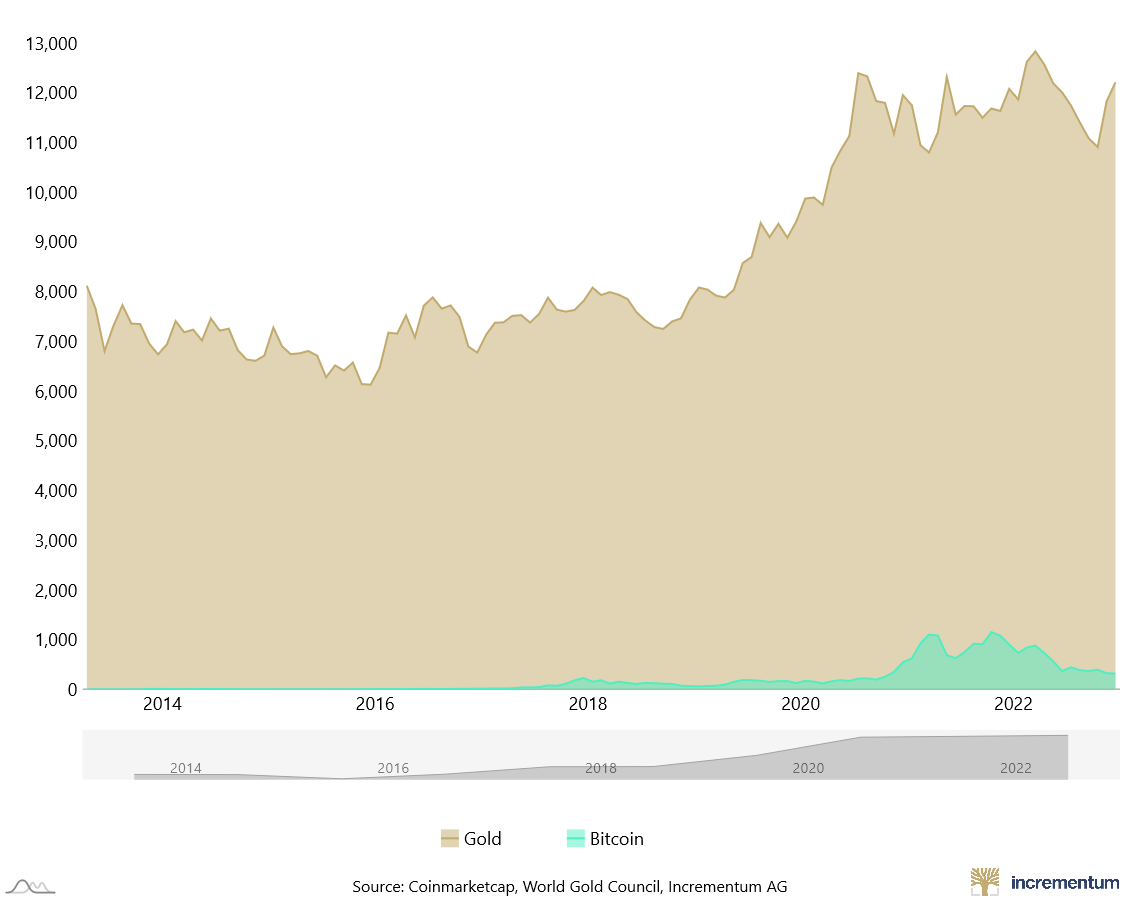 13,000
12,000
11,000
10,000
9,000
8,000
7,000
6,000
5,000
4,000
3,000
2,000
1,000
0
2014 2016 2018 2020 2022
2014 2016 2018 2020 2022
Gold Bitcoin
Source: Coinmarketcap, World Gold Council, Incrementum AG
incrementum